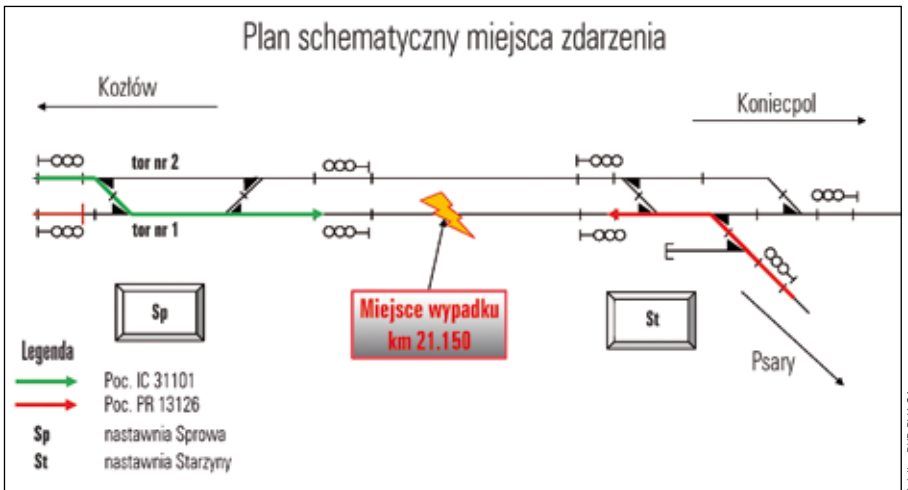 Plan schematyczny miejsca zdarzenia
Kozłów
Koniecpol
tor nr 2
tor nr 1
Sp
Miejsce wypadku
km 21.150
St
Psary
Legenda
Poc. IC 31101
Poc. PR 13126
Sp nastawnia Sprowa
St nastawnia Starzyny